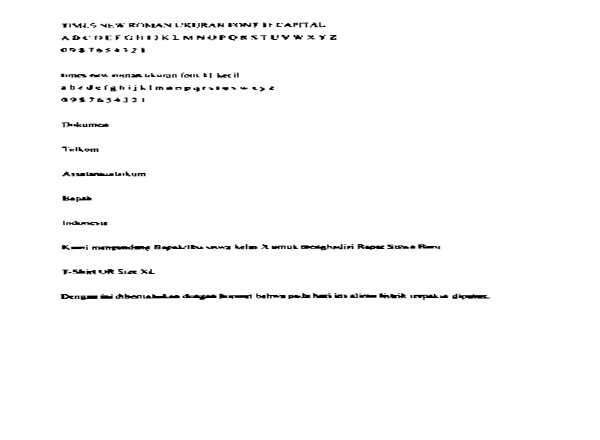 TIMES NEW ROMAN UKURAN FONT 11 CAPITAL
A B C D E F G H I J K L M N O P Q R S T U V W X Y Z
0 9 8 7 6 5 4 3 2 1
times new roman ukuran font 11 kecil
a b c d e f g h i j k l m n o p q r s t u v w x y z
0 9 8 7 6 5 4 3 2 1
Dokumen
Telkom
Assalamualaikum
Bapak
Indonesia
Kami mengundang Bapak/Ibu siswa kelas X untuk menghadiri Rapat Siswa Baru
T-Shirt UR Size XL
Dengan ini diberitahukan dengan hormat bahwa pada hari ini aliran listrik terpaksa diputus.